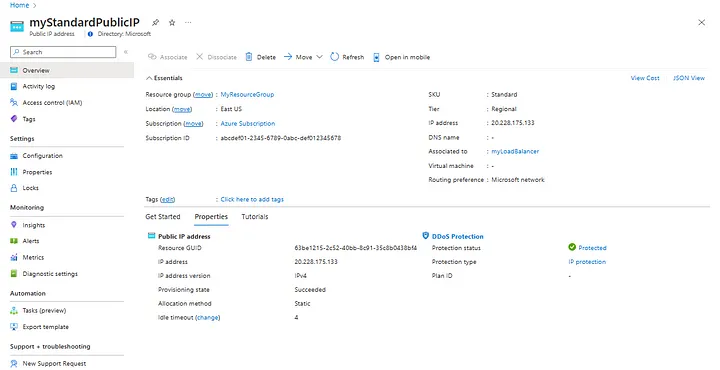 Home >
myStandardPublicIP
Public IP address
Directory: Microsoft
Search
Overview
Activity log
Access control (IAM)
Tags
Settings
Configuration
Properties
Locks
Monitoring
Insights
Alerts
Metrics
Diagnostic settings
Automation
Tasks (preview)
Export template
Support + troubleshooting
New Support Request
Associate Dissociate Delete Move Refresh Open in mobile
Essentials View Cost JSON View
Resource group (move) : MyResourceGroup
Location (move) : East US
Subscription (move) : Azure Subscription
Subscription ID : abcdef01-2345-6789-0abc-def012345678
SKU : Standard
Tier : Regional
IP address : 20.228.175.133
DNS name : -
Associated to : myLoadBalancer
Virtual machine : -
Routing preference : Microsoft network
Tags (edit) : Click here to add tags
Get Started Properties Tutorials
Public IP address
Resource GUID 63be1215-2c52-40bb-8c91-35c8b0438bf4
IP address 20.228.175.133
IP address version IPv4
Provisioning state Succeeded
Allocation method Static
Idle timeout (change) 4
DDoS Protection
Protection status Protected
Protection type IP protection
Plan ID -